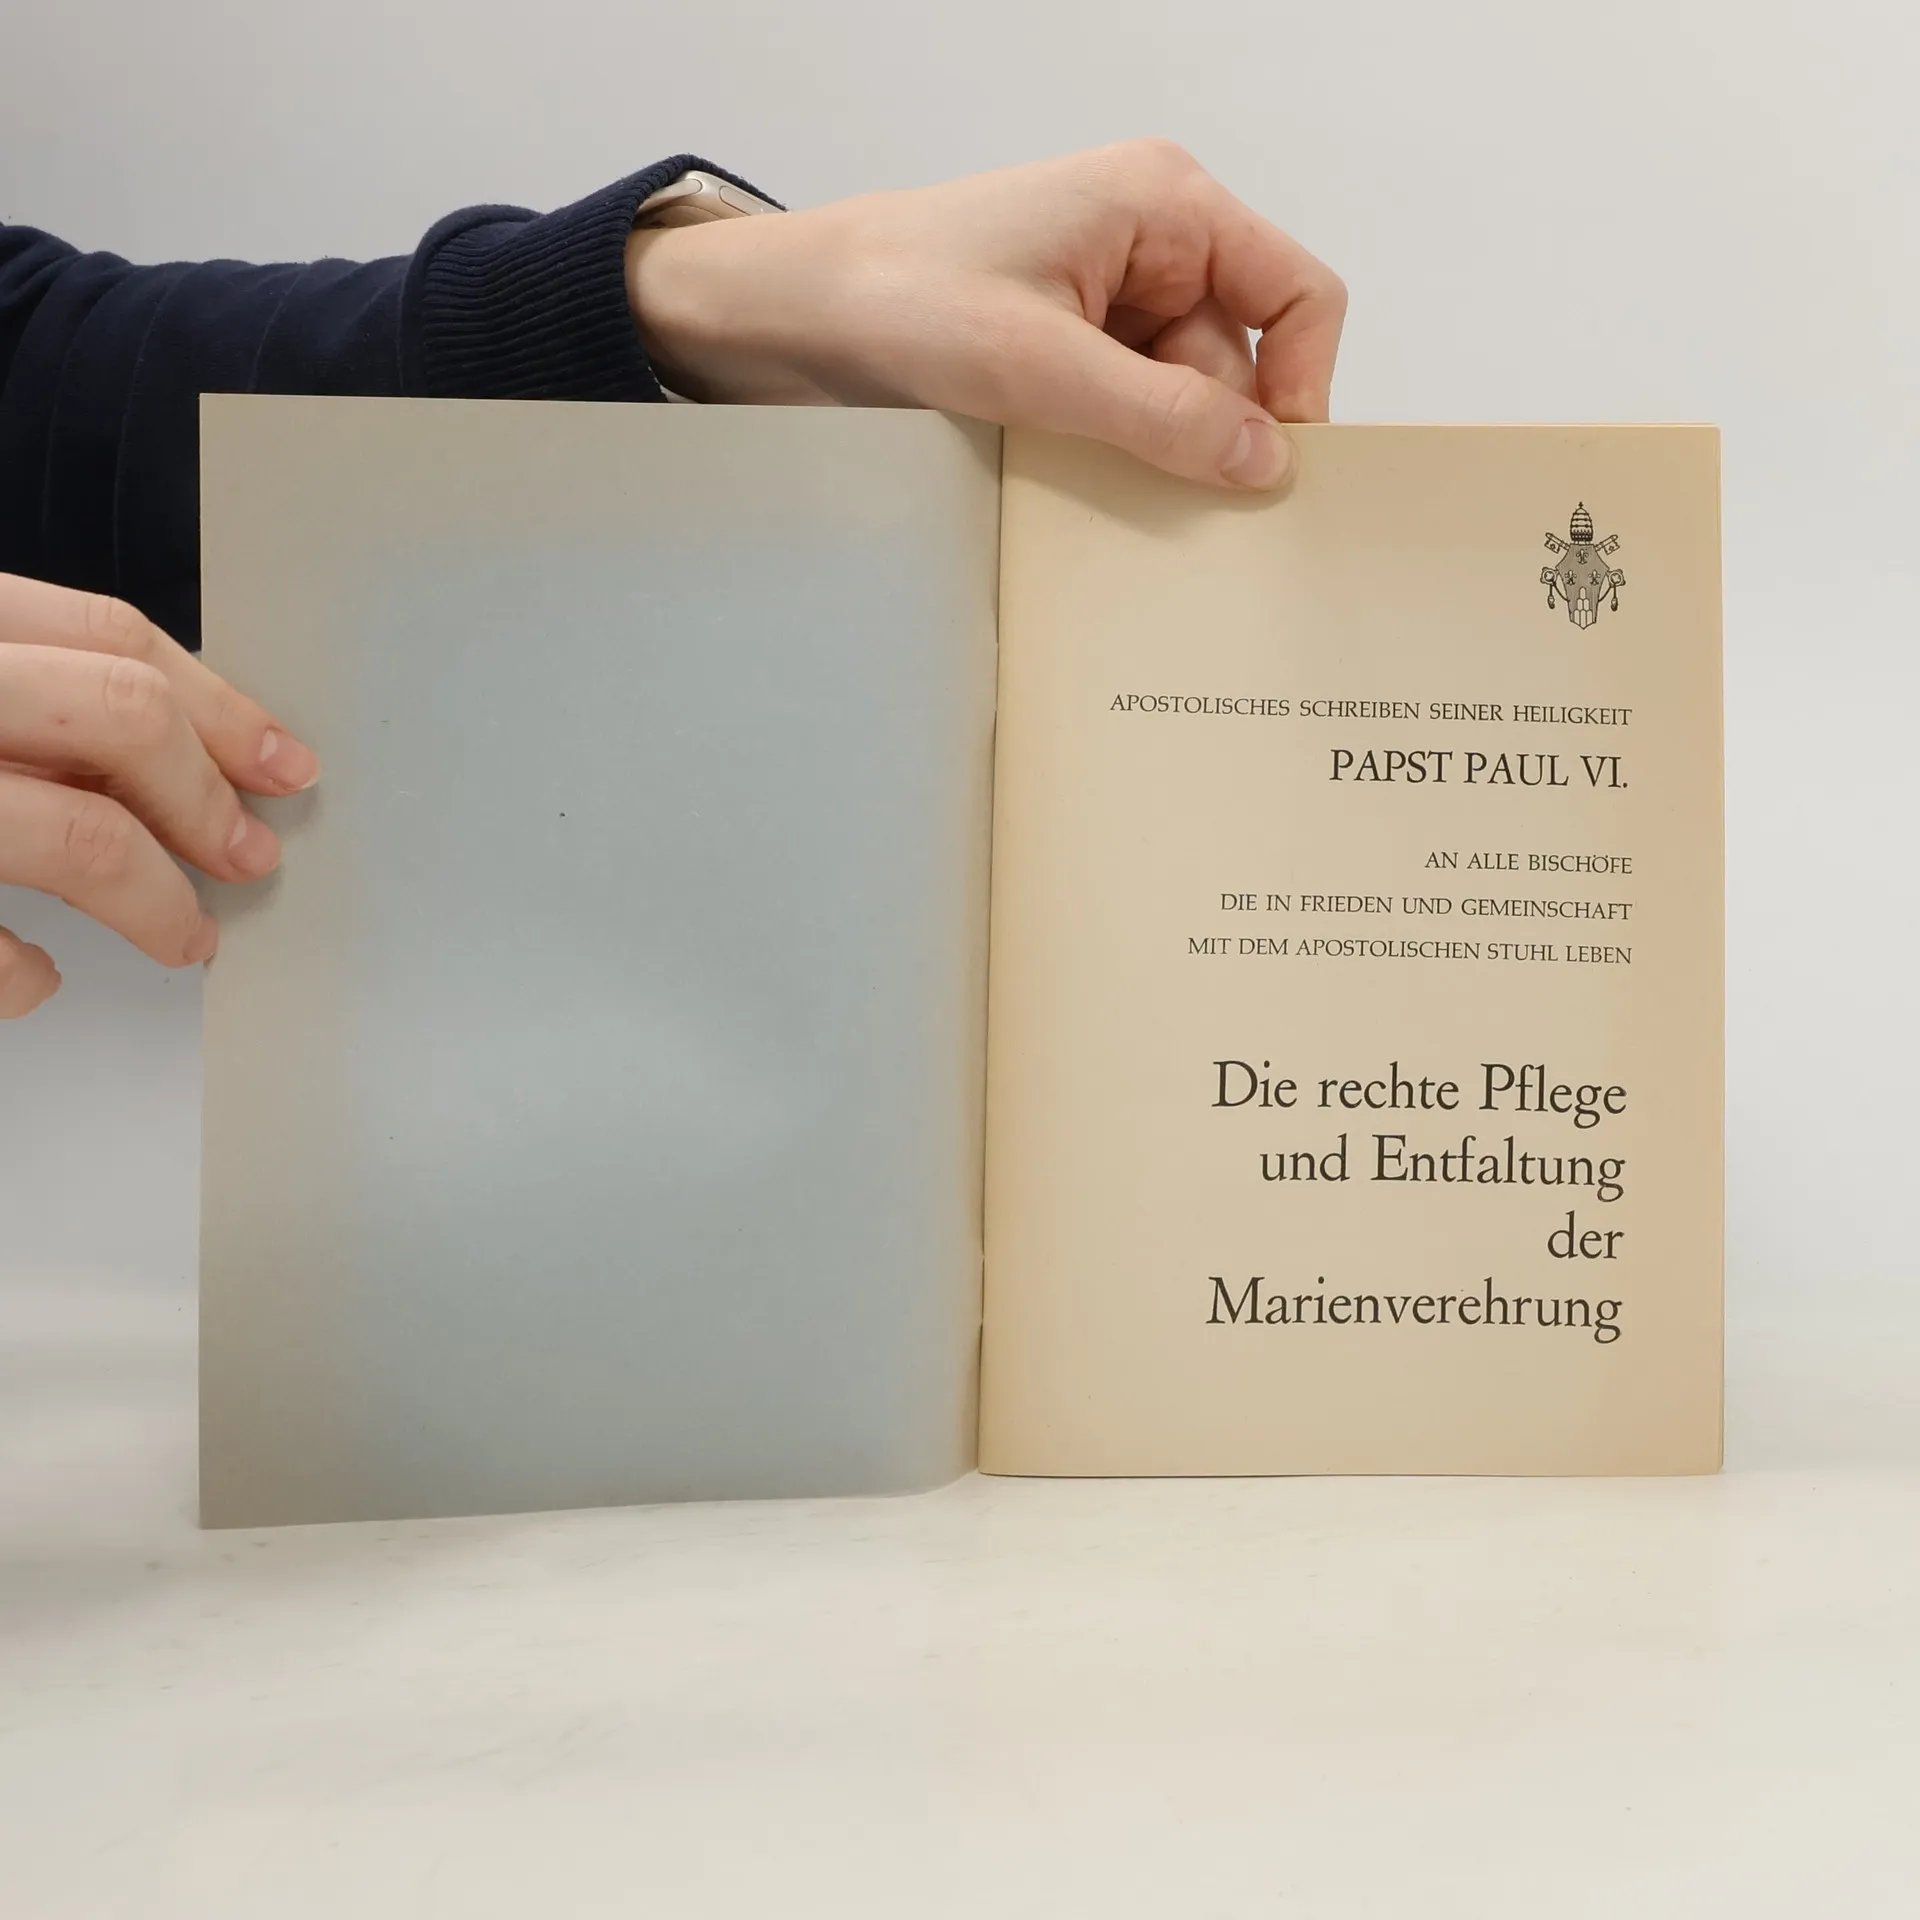 APOSTOLISCHES SCHREIBEN SEINER HEILIGKEIT
PAPST PAUL VI.
AN ALLE BISCHÖFE
DIE IN FRIEDEN UND GEMEINSCHAFT
MIT DEM APOSTOLISCHEN STUHL LEBEN
Die rechte Pflege
und Entfaltung
der
Marienverehrung